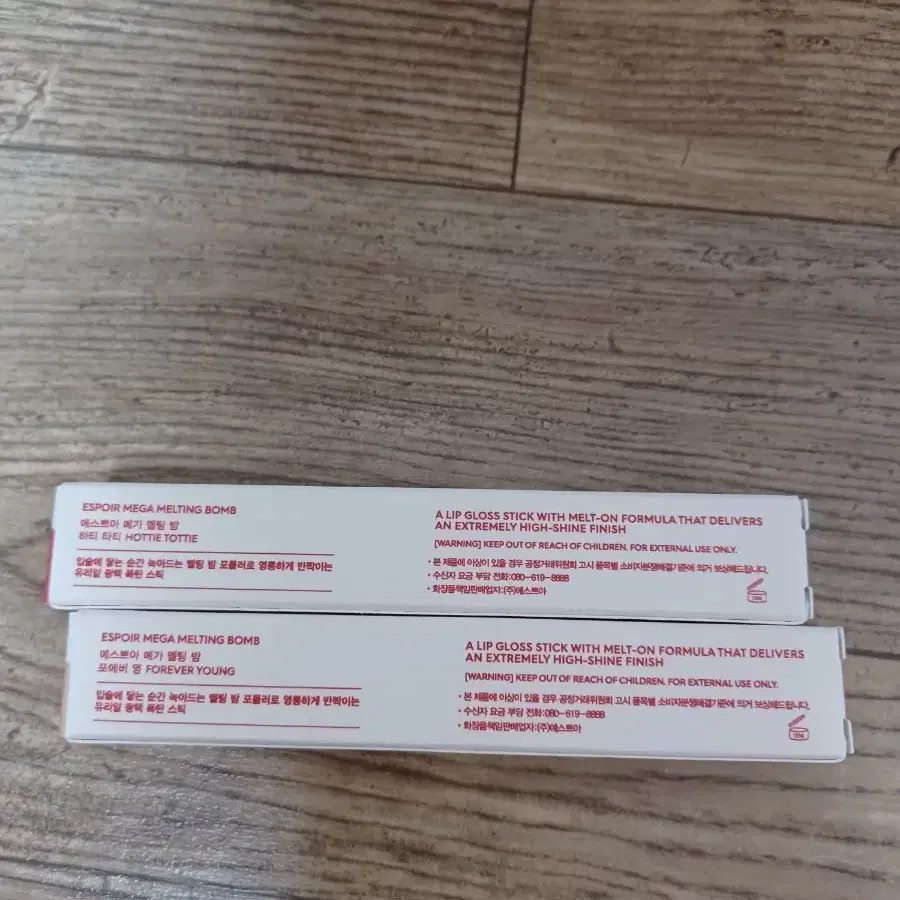 ESPOIR MEGA MELTING BOMB
에스쁘아 메가 멜팅 밤
하티 타티 HOTTIE TOTTIE
입술에 닿는 순간 녹아드는 멜팅 밤 포뮬러로 영롱하게 반짝이는
유리알 광택 폭탄 스틱
A LIP GLOSS STICK WITH MELT-ON FORMULA THAT DELIVERS
AN EXTREMELY HIGH-SHINE FINISH
[WARNING] KEEP OUT OF REACH OF CHILDREN. FOR EXTERNAL USE ONLY.
• 본 제품에 이상이 있을 경우 공정거래위원회 고시 품목별 소비자분쟁해결기준에 의거 보상해드립니다.
• 수신자 요금 부담 전화:080-619-8888
• 화장품책임판매업자:(주)에스쁘아
ESPOIR MEGA MELTING BOMB
에스쁘아 메가 멜팅 밤
포에버 영 FOREVER YOUNG
입술에 닿는 순간 녹아드는 멜팅 밤 포뮬러로 영롱하게 반짝이는
유리알 광택 폭탄 스틱
A LIP GLOSS STICK WITH MELT-ON FORMULA THAT DELIVERS
AN EXTREMELY HIGH-SHINE FINISH
[WARNING] KEEP OUT OF REACH OF CHILDREN. FOR EXTERNAL USE ONLY.
• 본 제품에 이상이 있을 경우 공정거래위원회 고시 품목별 소비자분쟁해결기준에 의거 보상해드립니다.
• 수신자 요금 부담 전화:080-619-8888
• 화장품책임판매업자:(주)에스쁘아